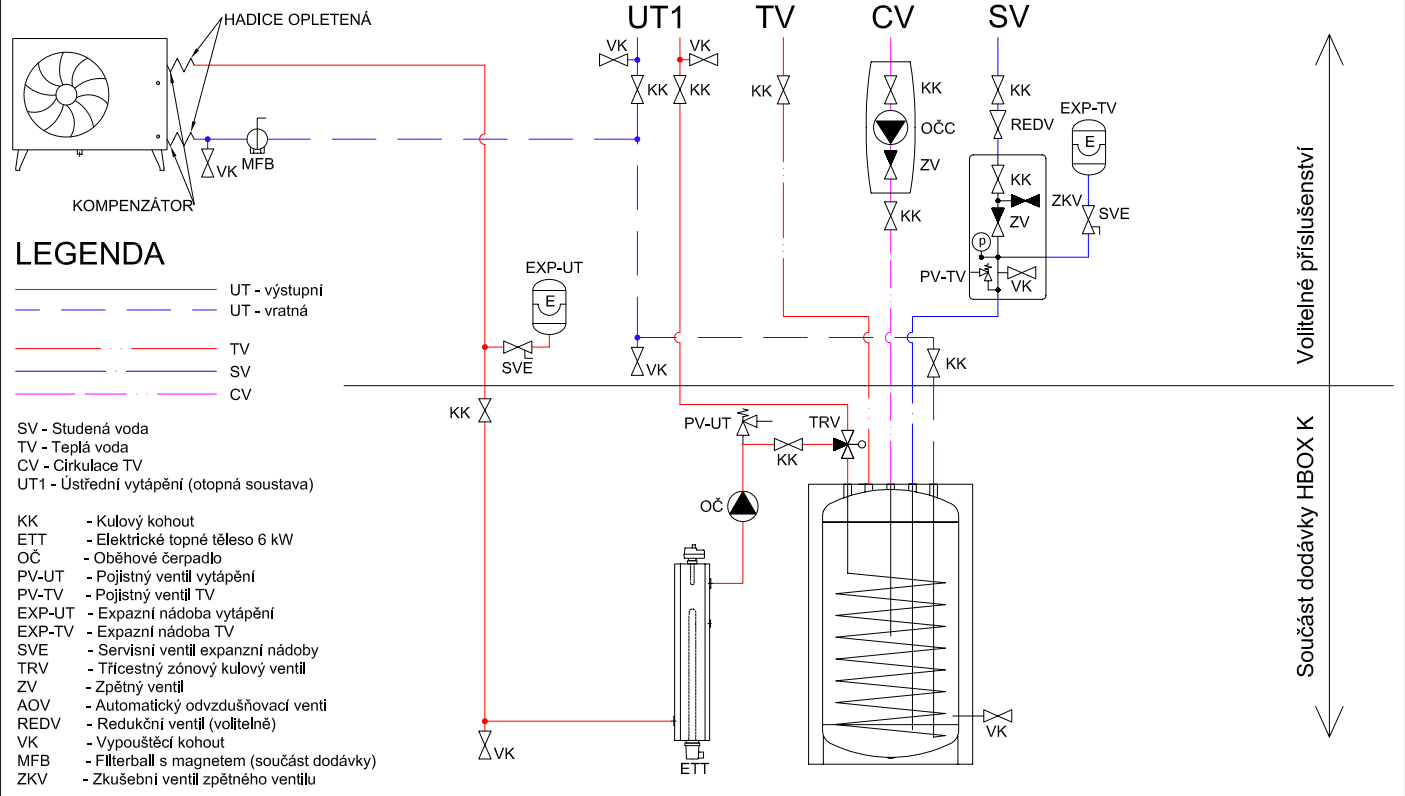 HADICE OPLETENÁ
UT1
TV
CV
SV
VK
VK
KK
KK
KK
KK
KK
OČC
REDV
EXP-TV
E
ZV
MFB
VK
KOMPENZÁTOR
KK
ZKV
SVE
KK
ZV
p
PV-TV
VK
LEGENDA
UT - výstupní
UT - vratná
TV
SV
CV
EXP-UT
E
SVE
VK
KK
Volitelné příslušenství
KK
PV-UT
TRV
KK
OČ
ETT
VK
VK
Součást dodávky HBOX K
SV - Studená voda
TV - Teplá voda
CV - Cirkulace TV
UT1 - Ústřední vytápění (otopná soustava)
KK - Kulový kohout
ETT - Elektrické topné těleso 6 kW
OČ - Oběhové čerpadlo
PV-UT - Pojistný ventil vytápění
PV-TV - Pojistný ventil TV
EXP-UT - Expazní nádoba vytápění
EXP-TV - Expazní nádoba TV
SVE - Servisní ventil expanzní nádoby
TRV - Třícestný zónový kulový ventil
ZV - Zpětný ventil
AOV - Automatický odvzdušňovací venti
REDV - Redukční ventil (volitelně)
VK - Vypouštěcí kohout
MFB - FIlterball s magnetem (součást dodávky)
ZKV - Zkušební ventil zpětného ventilu